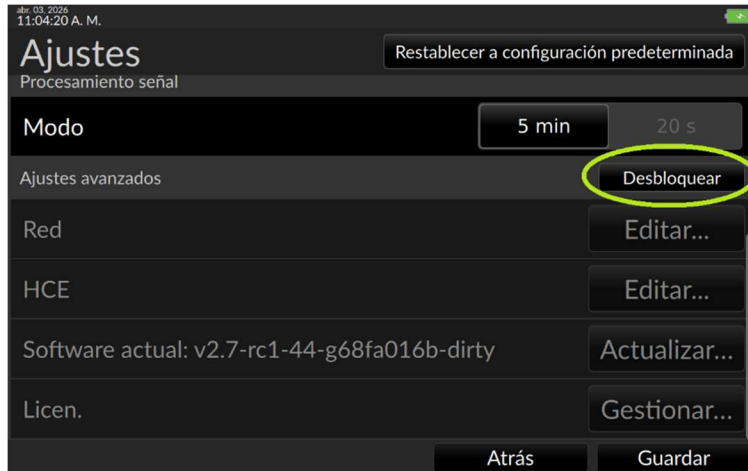 abr. 03, 2026
11:04:20 A. M.
Ajustes
Restablecer a configuración predeterminada
Procesamiento señal
Modo
5 min
20 s
Ajustes avanzados
Desbloquear
Red
Editar...
HCE
Editar...
Software actual: v2.7-rc1-44-g68fa016b-dirty
Actualizar...
Licen.
Gestionar...
Atrás
Guardar